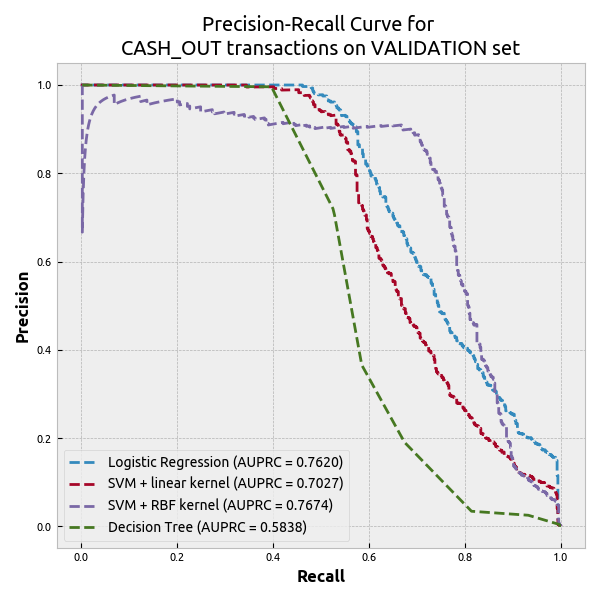 Precision-Recall Curve for
CASH_OUT transactions on VALIDATION set
Precision
1.0
0.8
0.6
0.4
0.2
0.0
Logistic Regression (AUPRC = 0.7620)
SVM + linear kernel (AUPRC = 0.7027)
SVM + RBF kernel (AUPRC = 0.7674)
Decision Tree (AUPRC = 0.5838)
0.0 0.2 0.4 0.6 0.8 1.0
Recall